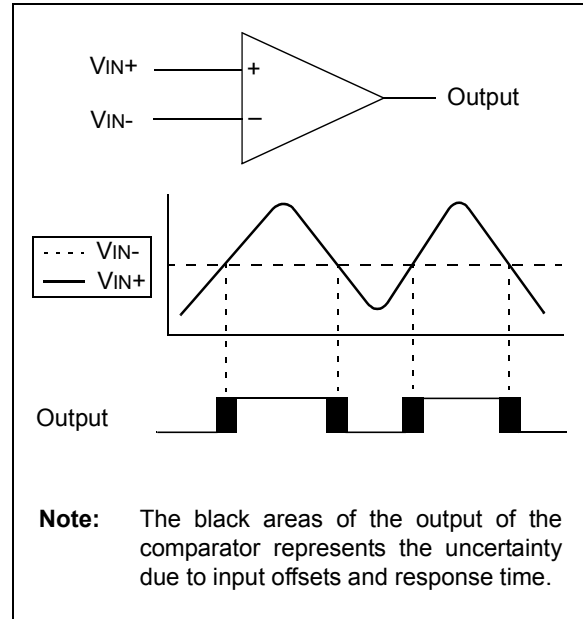 VIN+
+
Output
VIN-
–
VIN-
VIN+
Output
Note: The black areas of the output of the
comparator represents the uncertainty
due to input offsets and response time.